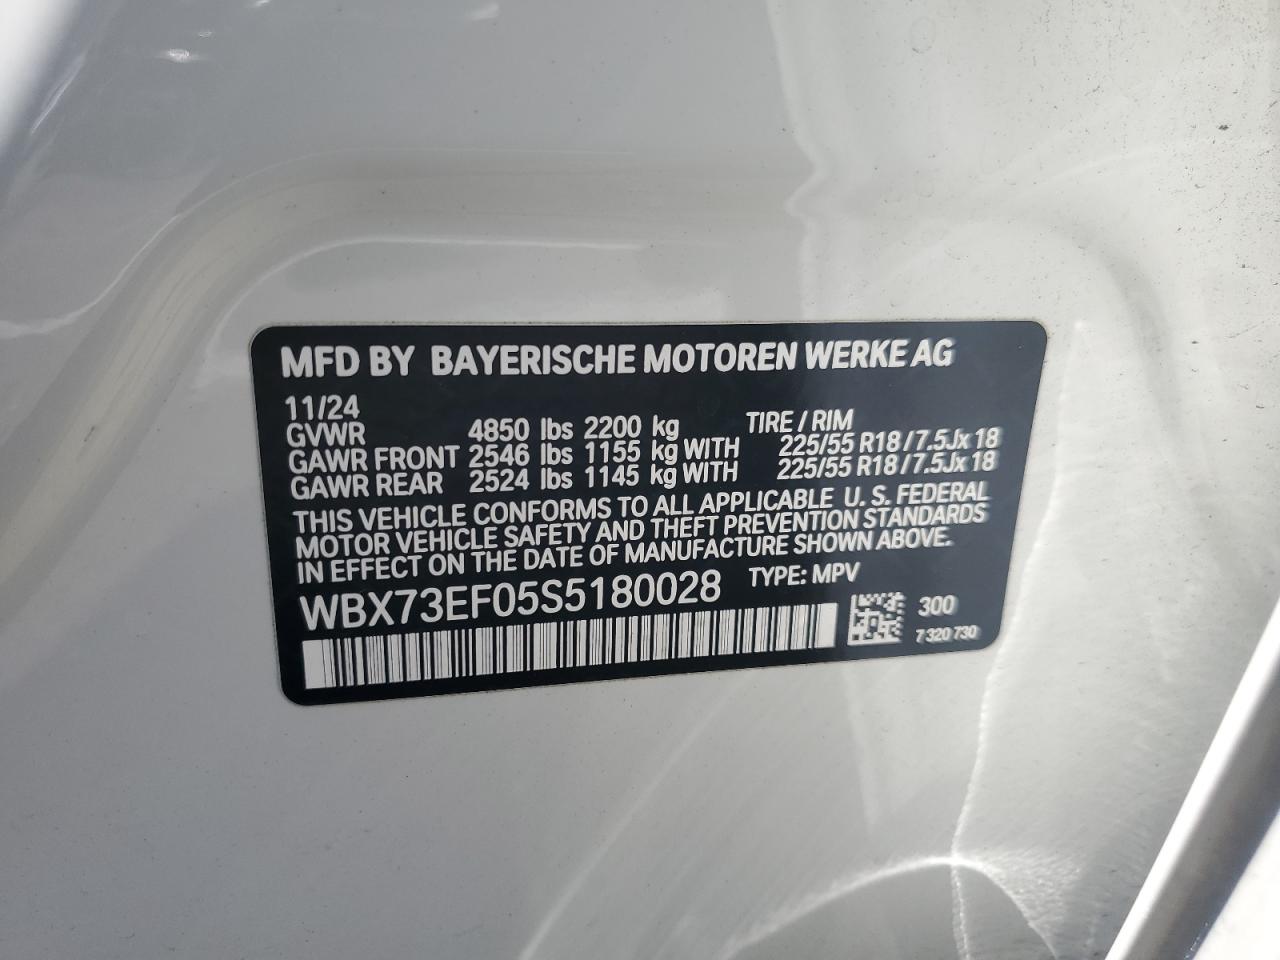 MFD BY BAYERISCHE MOTOREN WERKE AG
11/24
GVWR 4850 lbs 2200 kg TIRE / RIM
GAWR FRONT 2546 lbs 1155 kg WITH 225/55 R18 / 7.5Jx 18
GAWR REAR 2524 lbs 1145 kg WITH 225/55 R18 / 7.5Jx 18
THIS VEHICLE CONFORMS TO ALL APPLICABLE U. S. FEDERAL
MOTOR VEHICLE SAFETY AND THEFT PREVENTION STANDARDS
IN EFFECT ON THE DATE OF MANUFACTURE SHOWN ABOVE.
WBX73EF05S5180028 TYPE: MPV
300
7 320 730